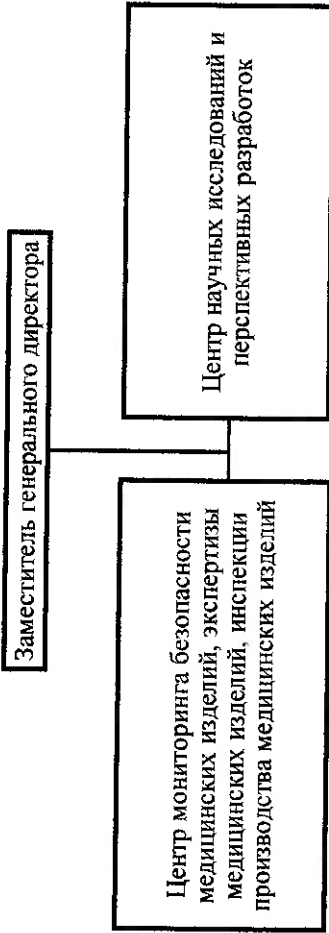 Заместитель генерального директора
Центр мониторинга безопасности
медицинских изделий, экспертизы
медицинских изделий, инспекции
производства медицинских изделий
Центр научных исследований и
перспективных разработок